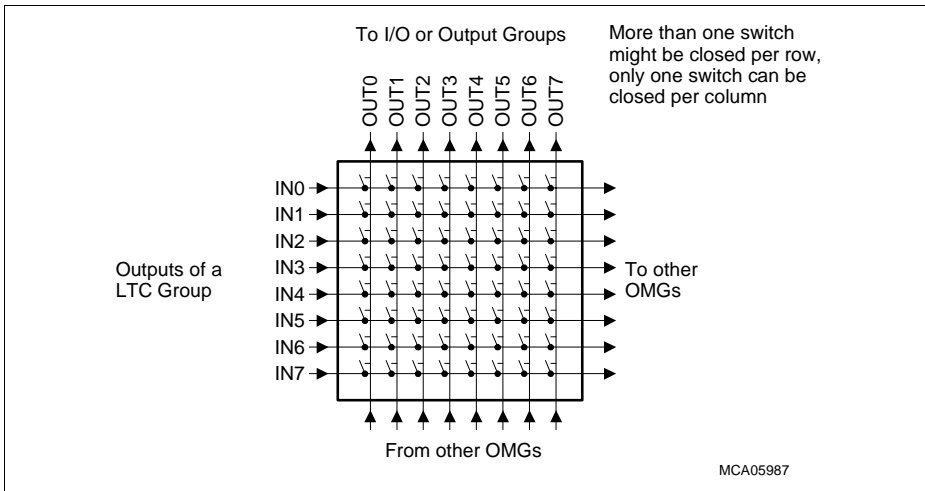 To I/O or Output Groups
More than one switch
might be closed per row,
only one switch can be
closed per column
OUT0
OUT1
OUT2
OUT3
OUT4
OUT5
OUT6
OUT7
IN0
IN1
IN2
IN3
IN4
IN5
IN6
IN7
Outputs of a
LTC Group
To other
OMGs
From other OMGs
MCA05987